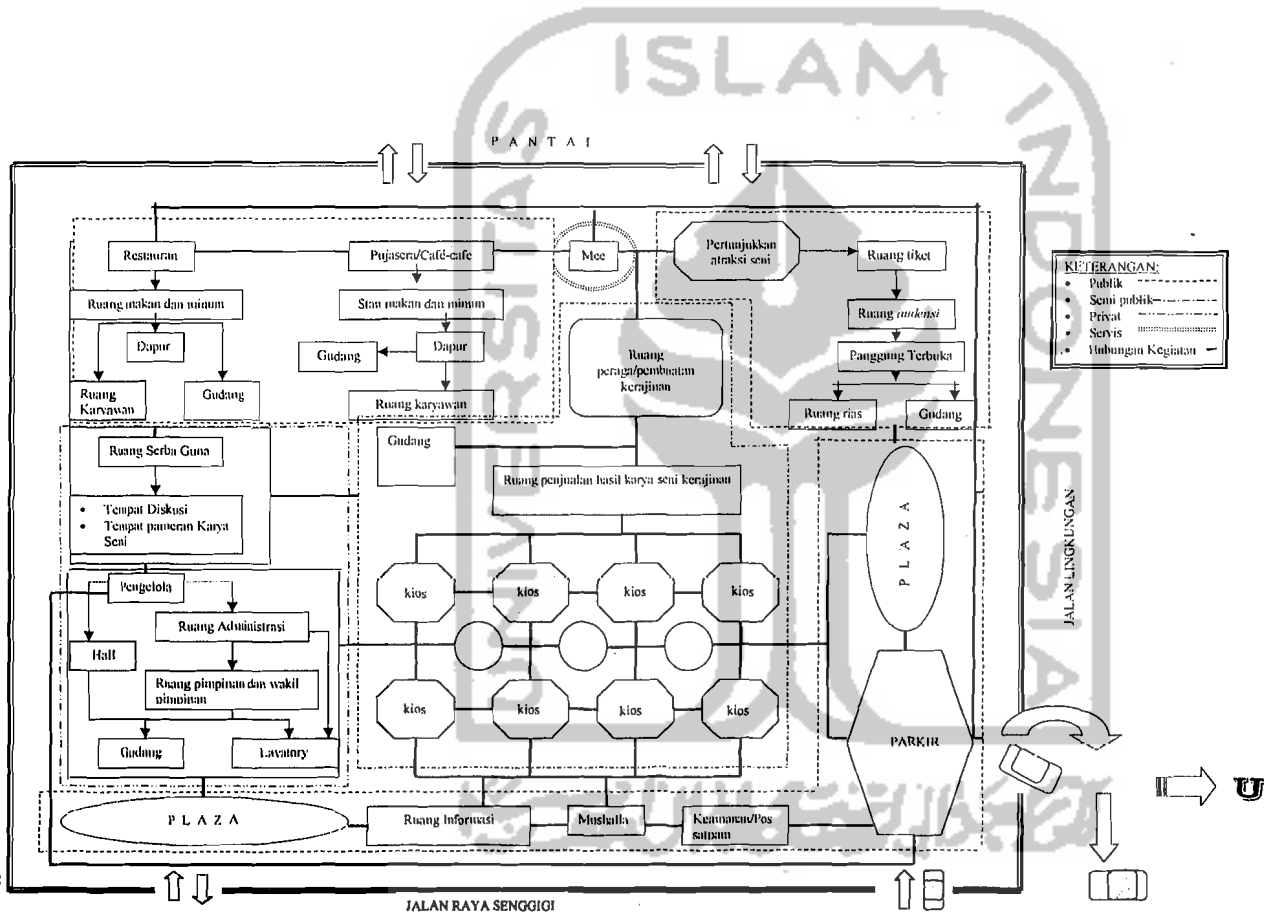 UNIVERSITAS
ISLAM
INDONESIA
P A N T A I
Restauran
Pujasera/Café-cafe
Mee
Pertunjukkan
atraksi seni
Ruang tiket
KETERANGAN:
• Publik
• Semi publik
• Privat
• Servis
• Hubungan Kegiatan
Ruang makan dan minum
Stan makan dan minum
Ruang audensi
Dapur
Gudang
Dapur
Ruang
peraga/pembuatan
kerajinan
Panggung Terbuka
Ruang
Karyawan
Gudang
Ruang karyawan
Ruang rias
Gudang
Ruang Serba Guna
Gudang
Ruang penjualan hasil karya seni kerajinan
• Tempat Diskusi
• Tempat pameran Karya
Seni
P L A Z A
JALAN LINGKUNGAN
Pengelola
kios
kios
kios
kios
Ruang Administrasi
Hall
Ruang pimpinan dan wakil
pimpinan
kios
kios
kios
kios
Gudang
Lavatory
PARKIR
U
P L A Z A
Ruang Informasi
Mushalla
Keamanan/Pos
satpam
JALAN RAYA SENGGIGI